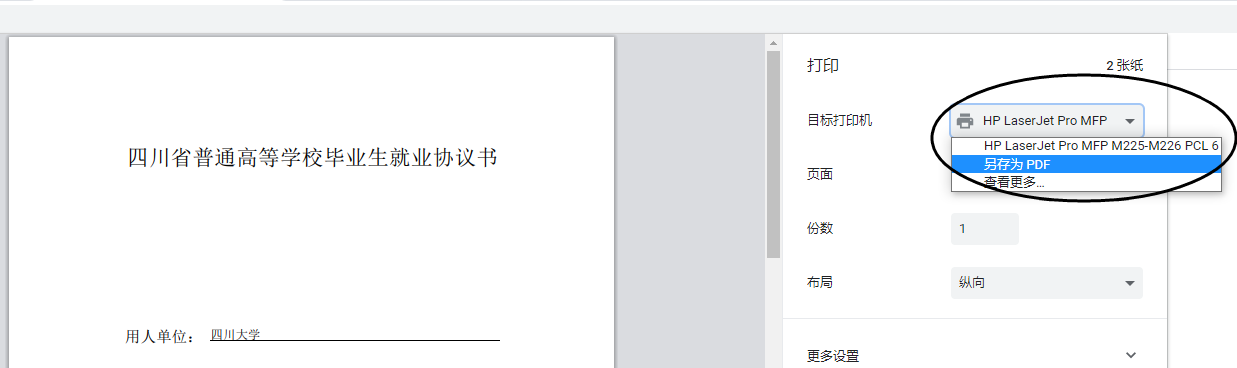 四川省普通高等学校毕业生就业协议书
用人单位： 四川大学
打印 2 张纸
目标打印机 HP LaserJet Pro MFP
HP LaserJet Pro MFP M225-M226 PCL 6
另存为 PDF
查看更多...
页面
份数 1
布局 纵向
更多设置